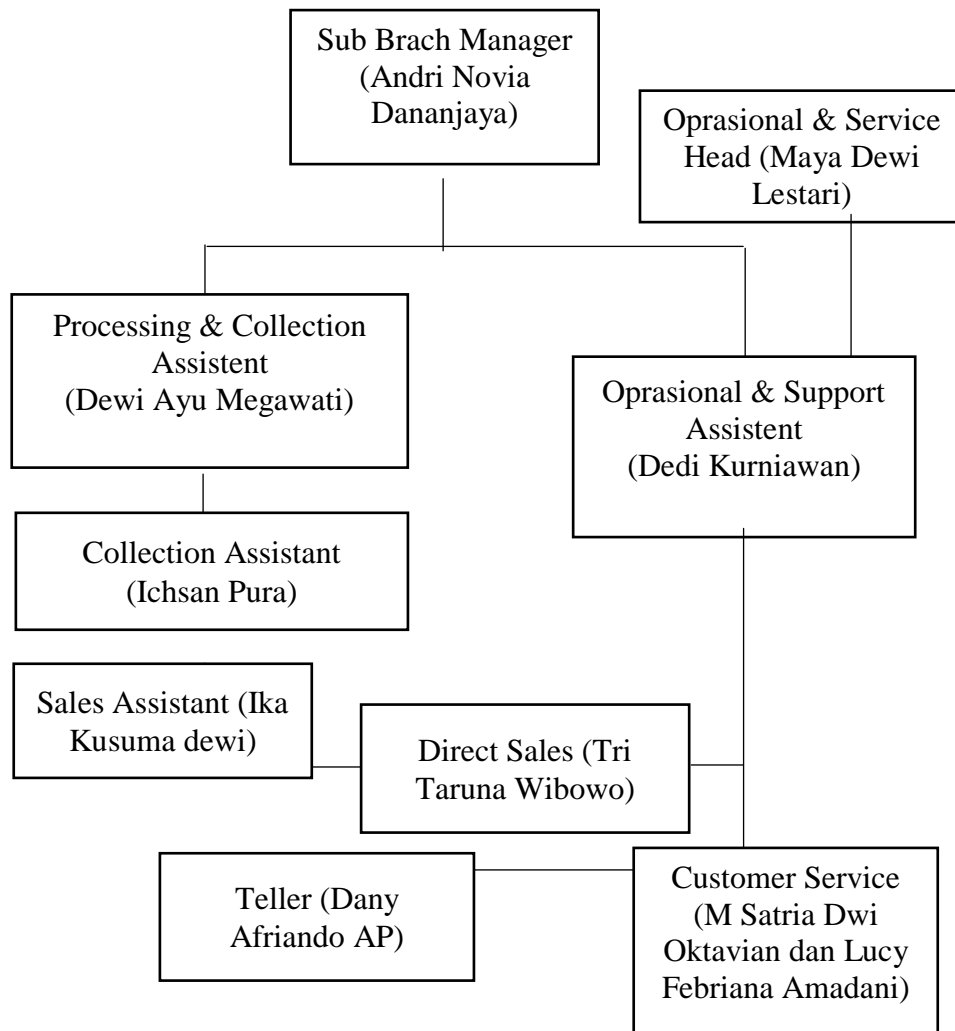 Sub Brach Manager
(Andri Novia
Dananjaya)
Oprasional & Service
Head (Maya Dewi
Lestari)
Processing & Collection
Assistent
(Dewi Ayu Megawati)
Oprasional & Support
Assistent
(Dedi Kurniawan)
Collection Assistant
(Ichsan Pura)
Sales Assistant (Ika
Kusuma dewi)
Direct Sales (Tri
Taruna Wibowo)
Teller (Dany
Afriando AP)
Customer Service
(M Satria Dwi
Oktavian dan Lucy
Febriana Amadani)